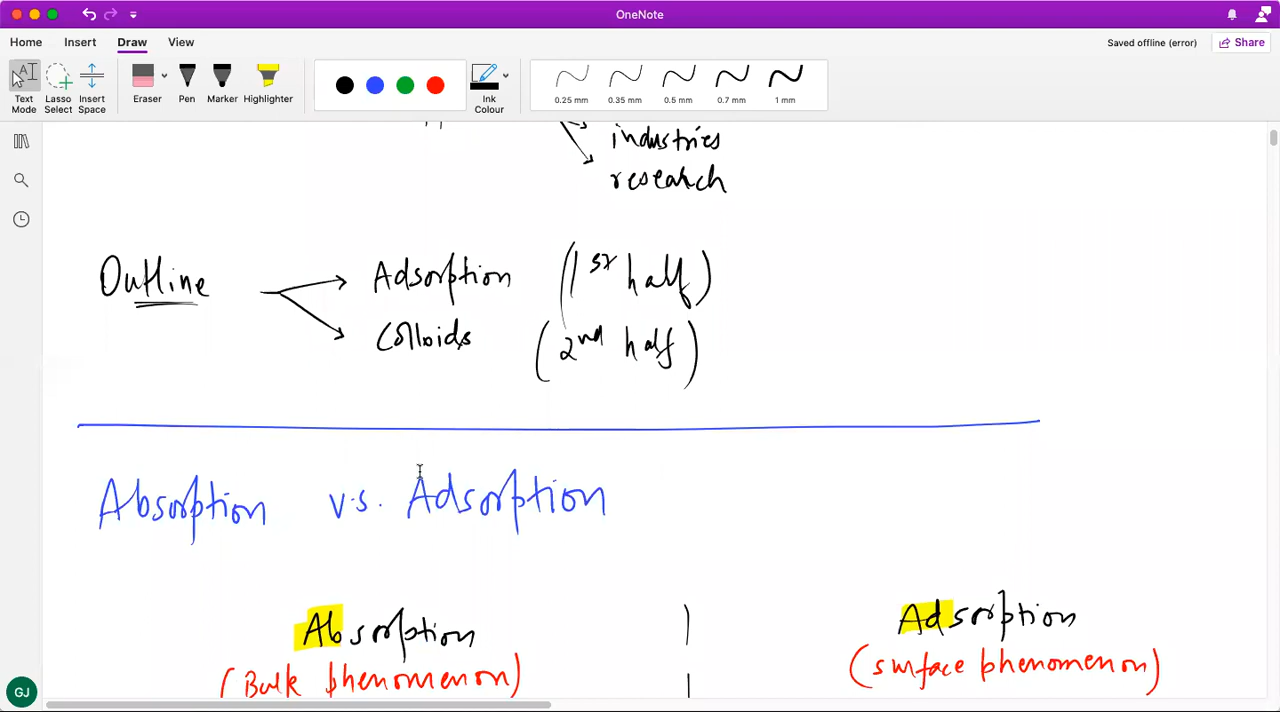 OneNote
Home Insert Draw View
Saved offline (error) Share
Text Mode
Lasso Select
Insert Space
Eraser
Pen
Marker
Highlighter
Ink Colour
0.25 mm 0.35 mm 0.5 mm 0.7 mm 1 mm
industries
research
Outline Adsorption (1st half)
Colloids (2nd half)
Absorption v.s. Adsorption
Absorption Adsorption
(Bulk phenomenon) (surface phenomenon)
GJ